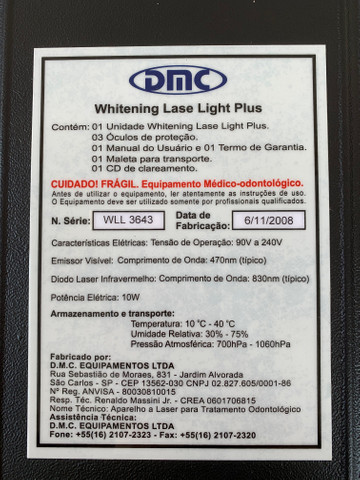 DMC
Whitening Lase Light Plus
Contém: 01 Unidade Whitening Lase Light Plus.
03 Óculos de proteção.
01 Manual do Usuário e 01 Termo de Garantia.
01 Maleta para transporte.
01 CD de clareamento.
CUIDADO! FRÁGIL. Equipamento Médico-odontológico.
Antes de utilizar o equipamento, ler atentamente as instruções de uso.
O Equipamento deve ser utilizado somente por profissionais qualificados.
N. Série: WLL 3643 Data de Fabricação: 6/11/2008
Características Elétricas: Tensão de Operação: 90V a 240V
Emissor Visível: Comprimento de Onda: 470nm (típico)
Diodo Laser Infravermelho: Comprimento de Onda: 830nm (típico)
Potência Elétrica: 10W
Armazenamento e transporte:
Temperatura: 10 °C - 40 °C
Umidade Relativa: 30% - 75%
Pressão Atmosférica: 700hPa - 1060hPa
Fabricado por:
D.M.C. EQUIPAMENTOS LTDA
Rua Sebastião de Moraes, 831 - Jardim Alvorada
São Carlos - SP - CEP 13562-030 CNPJ 02.827.605/0001-86
Nº Reg. ANVISA - 80030810015
Resp. Téc. Renaldo Massini Jr. - CREA 0601706815
Nome Técnico: Aparelho a Laser para Tratamento Odontológico
Assistência Técnica:
D.M.C. EQUIPAMENTOS LTDA
Fone: +55(16) 2107-2323 - Fax: +55(16) 2107-2320